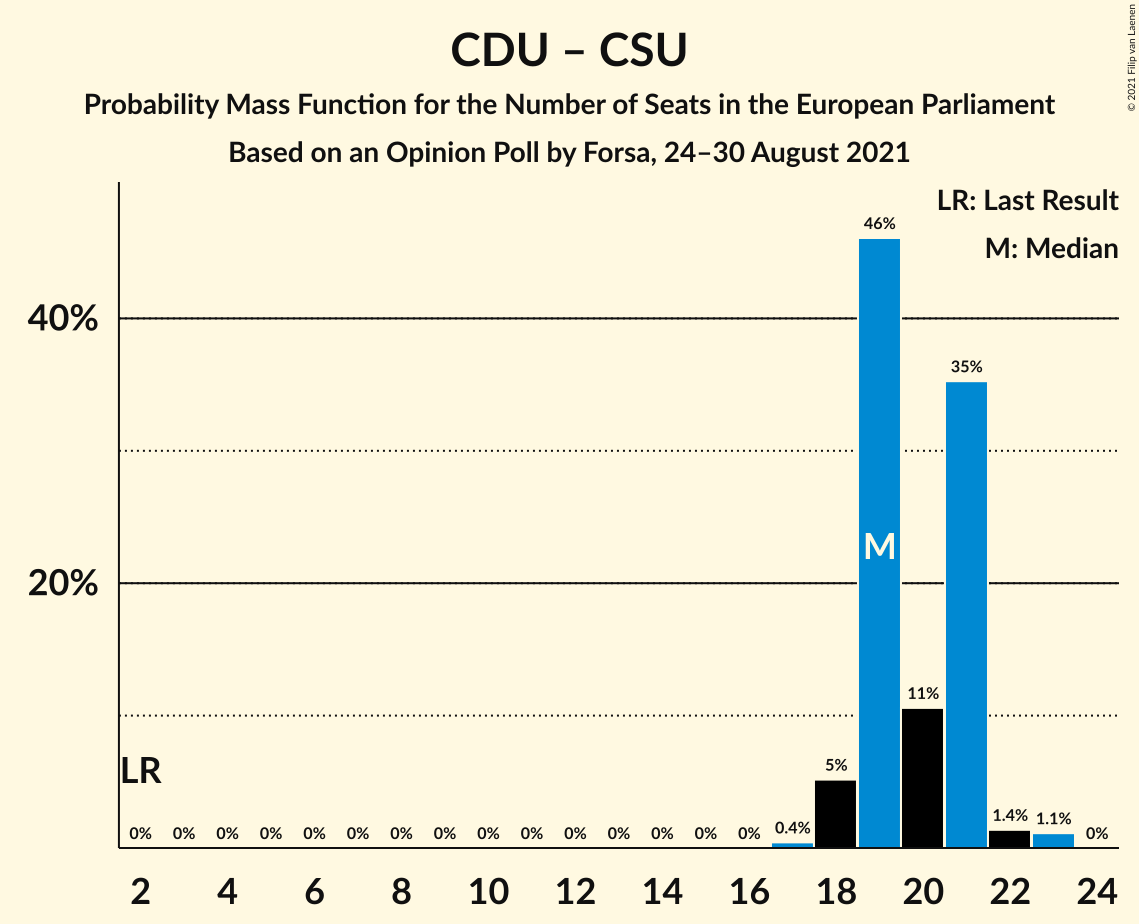 CDU – CSU
Probability Mass Function for the Number of Seats in the European Parliament
Based on an Opinion Poll by Forsa, 24–30 August 2021
© 2021 Filip van Laenen
LR: Last Result
M: Median
46%
35%
40%
M
20%
11%
5%
LR
0% 0% 0% 0% 0% 0% 0% 0% 0% 0% 0% 0% 0% 0% 0% 0.4% 1.4% 1.1% 0%
2 4 6 8 10 12 14 16 18 20 22 24